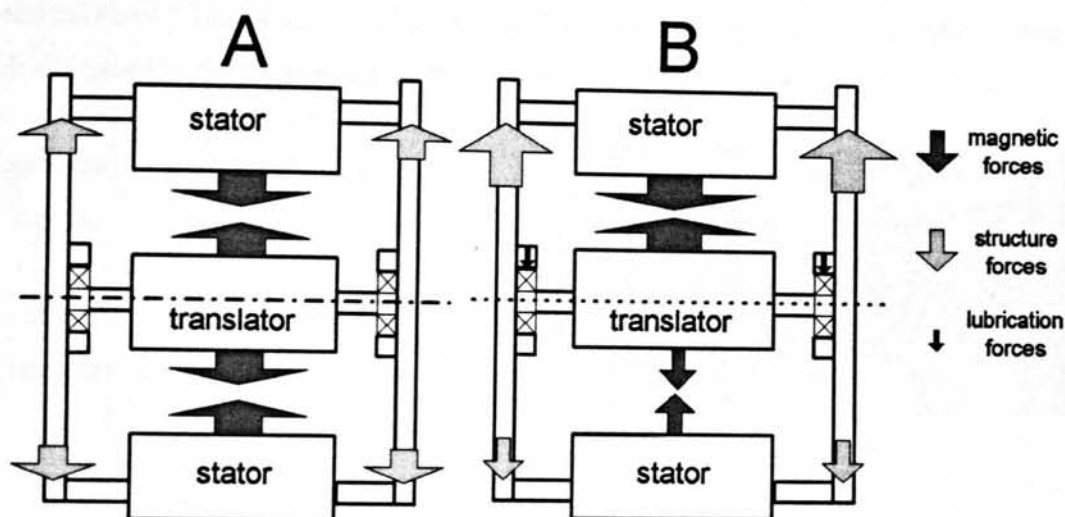 A
B
stator
stator
magnetic
forces
structure
forces
translator
translator
lubrication
forces
stator
stator